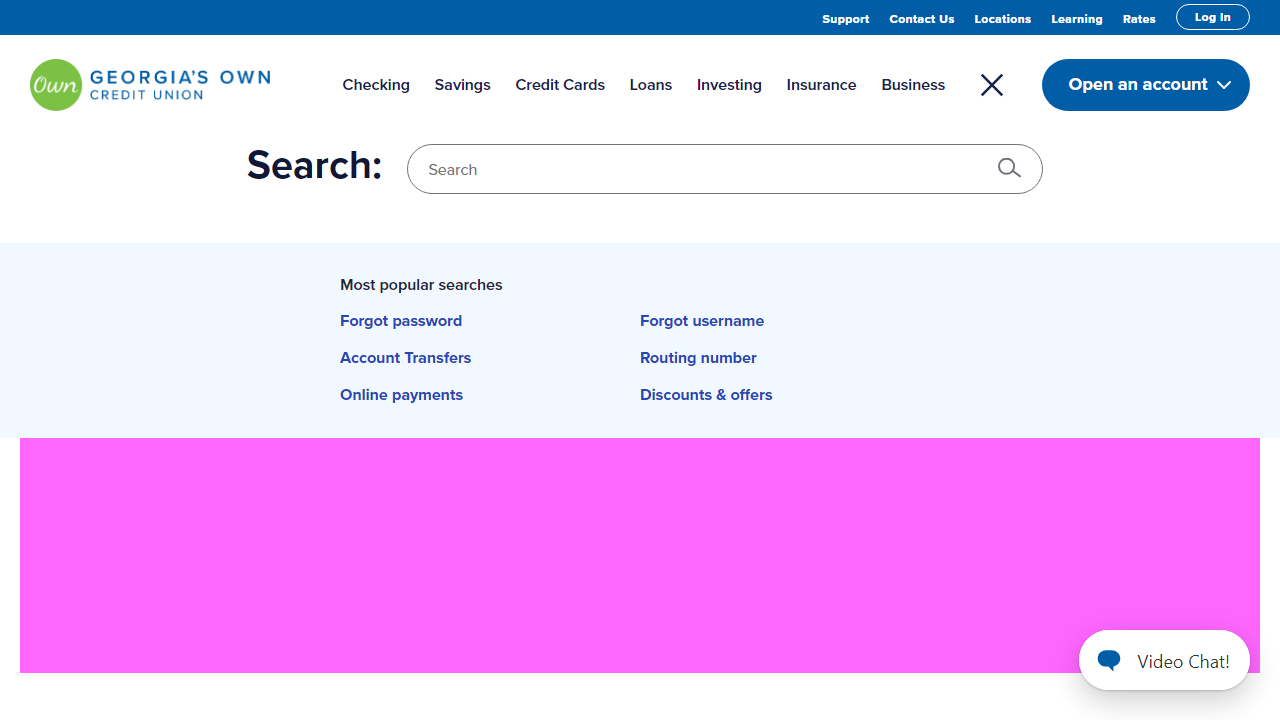 Support Contact Us Locations Learning Rates Log In
Own GEORGIA'S OWN
CREDIT UNION
Checking Savings Credit Cards Loans Investing Insurance Business
Open an account
Search:
Search
Most popular searches
Forgot password Forgot username
Account Transfers Routing number
Online payments Discounts & offers
Video Chat!